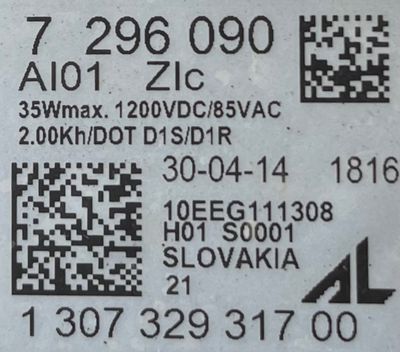 7 296 090
AI01 ZIc
35Wmax. 1200VDC/85VAC
2.00Kh/DOT D1S/D1R
30-04-14 1816
10EEG111308
H01 S0001
SLOVAKIA
21
AL
1 307 329 317 00